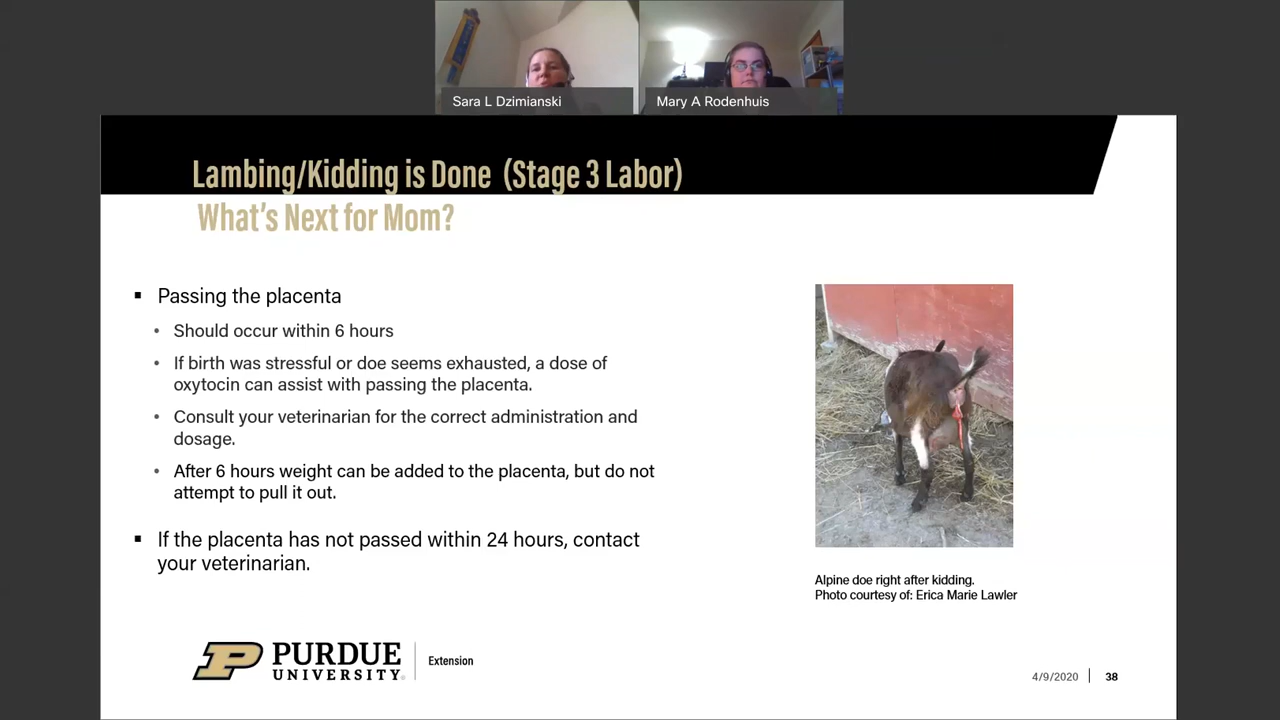 Sara L Dzimianski
Mary A Rodenhuis
Lambing/Kidding is Done (Stage 3 Labor)
What's Next for Mom?
▪ Passing the placenta
• Should occur within 6 hours
• If birth was stressful or doe seems exhausted, a dose of
oxytocin can assist with passing the placenta.
• Consult your veterinarian for the correct administration and
dosage.
• After 6 hours weight can be added to the placenta, but do not
attempt to pull it out.
▪ If the placenta has not passed within 24 hours, contact
your veterinarian.
Alpine doe right after kidding.
Photo courtesy of: Erica Marie Lawler
P PURDUE
UNIVERSITY®
Extension
4/9/2020 | 38